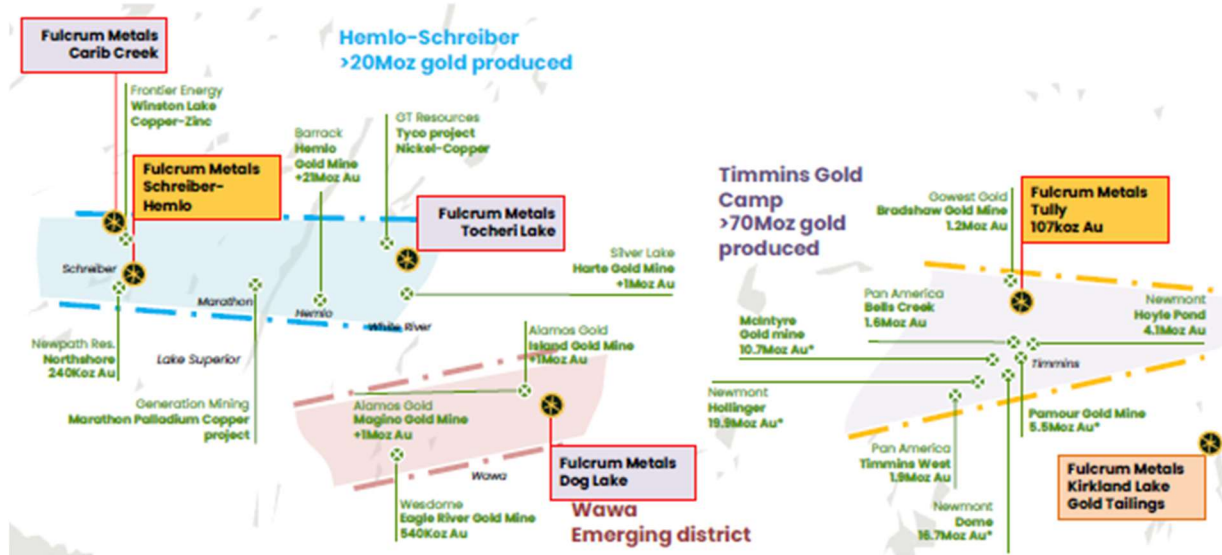 Fulcrum Metals
Carib Creek
Hemlo-Schreiber
>20Moz gold produced
Frontier Energy
Winston Lake
Copper-Zinc
GT Resources
Tyco project
Nickel-Copper
Barrack
Hemlo
Gold Mine
+21Moz Au
Fulcrum Metals
Schreiber-
Hemlo
Fulcrum Metals
Tocheri Lake
Silver Lake
Harte Gold Mine
+1Moz Au
Schreiber
Marathon
Hemlo
White River
Newpath Res.
Northshore
240Koz Au
Lake Superior
Generation Mining
Marathon Palladium Copper
project
Alamos Gold
Island Gold Mine
+1Moz Au
Alamos Gold
Magino Gold Mine
+1Moz Au
Wawa
Fulcrum Metals
Dog Lake
Wesdome
Eagle River Gold Mine
540Koz Au
Wawa
Emerging district
Timmins Gold
Camp
>70Moz gold
produced
Gowest Gold
Bradshaw Gold Mine
1.2Moz Au
Fulcrum Metals
Tully
107koz Au
Pan America
Bells Creek
1.6Moz Au
Newmont
Hoyle Pond
4.1Moz Au
McIntyre
Gold mine
10.7Moz Au*
Timmins
Newmont
Hollinger
19.9Moz Au*
Pamour Gold Mine
5.5Moz Au*
Pan America
Timmins West
1.9Moz Au
Newmont
Dome
16.7Moz Au*
Fulcrum Metals
Kirkland Lake
Gold Tailings